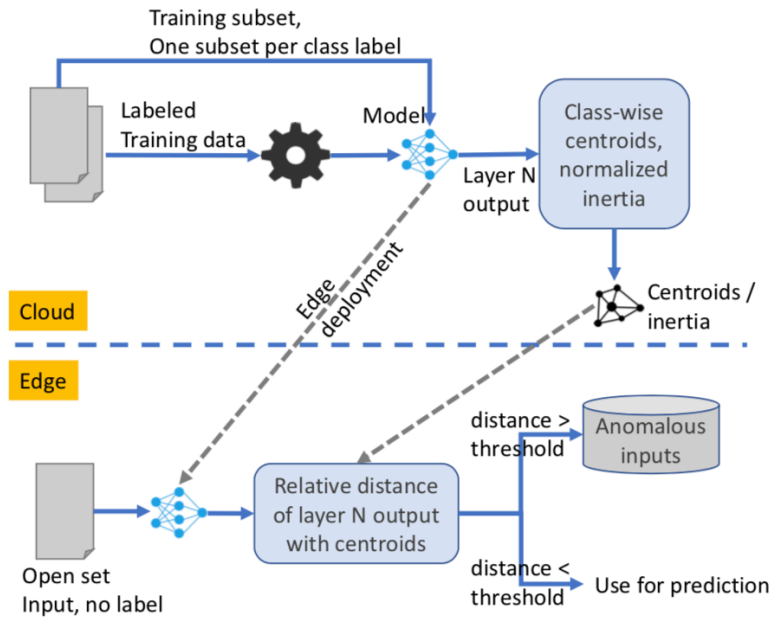 Training subset,
One subset per class label
Labeled
Training data
Model
Layer N
output
Class-wise
centroids,
normalized
inertia
Edge
deployment
Centroids /
inertia
Cloud
Edge
Open set
Input, no label
Relative distance
of layer N output
with centroids
distance >
threshold
Anomalous
inputs
distance <
threshold
Use for prediction